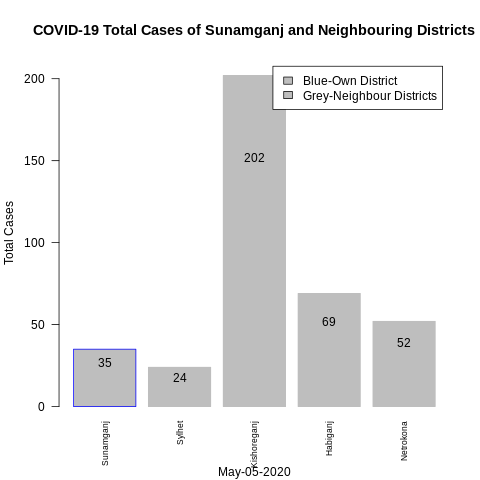 COVID-19 Total Cases of Sunamganj and Neighbouring Districts
Blue-Own District
Grey-Neighbour Districts
Total Cases
200
150
100
50
0
35
24
202
69
52
Sunamganj
Sylhet
Kishoreganj
Habiganj
Netrokona
May-05-2020